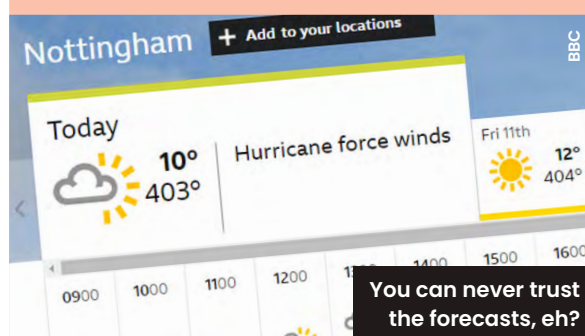 Nottingham
+ Add to your locations
BBC
Today
10°
403°
Hurricane force winds
Fri 11th
12°
404°
0900
1000
1100
1200
1400
1500
1600
You can never trust
the forecasts, eh?